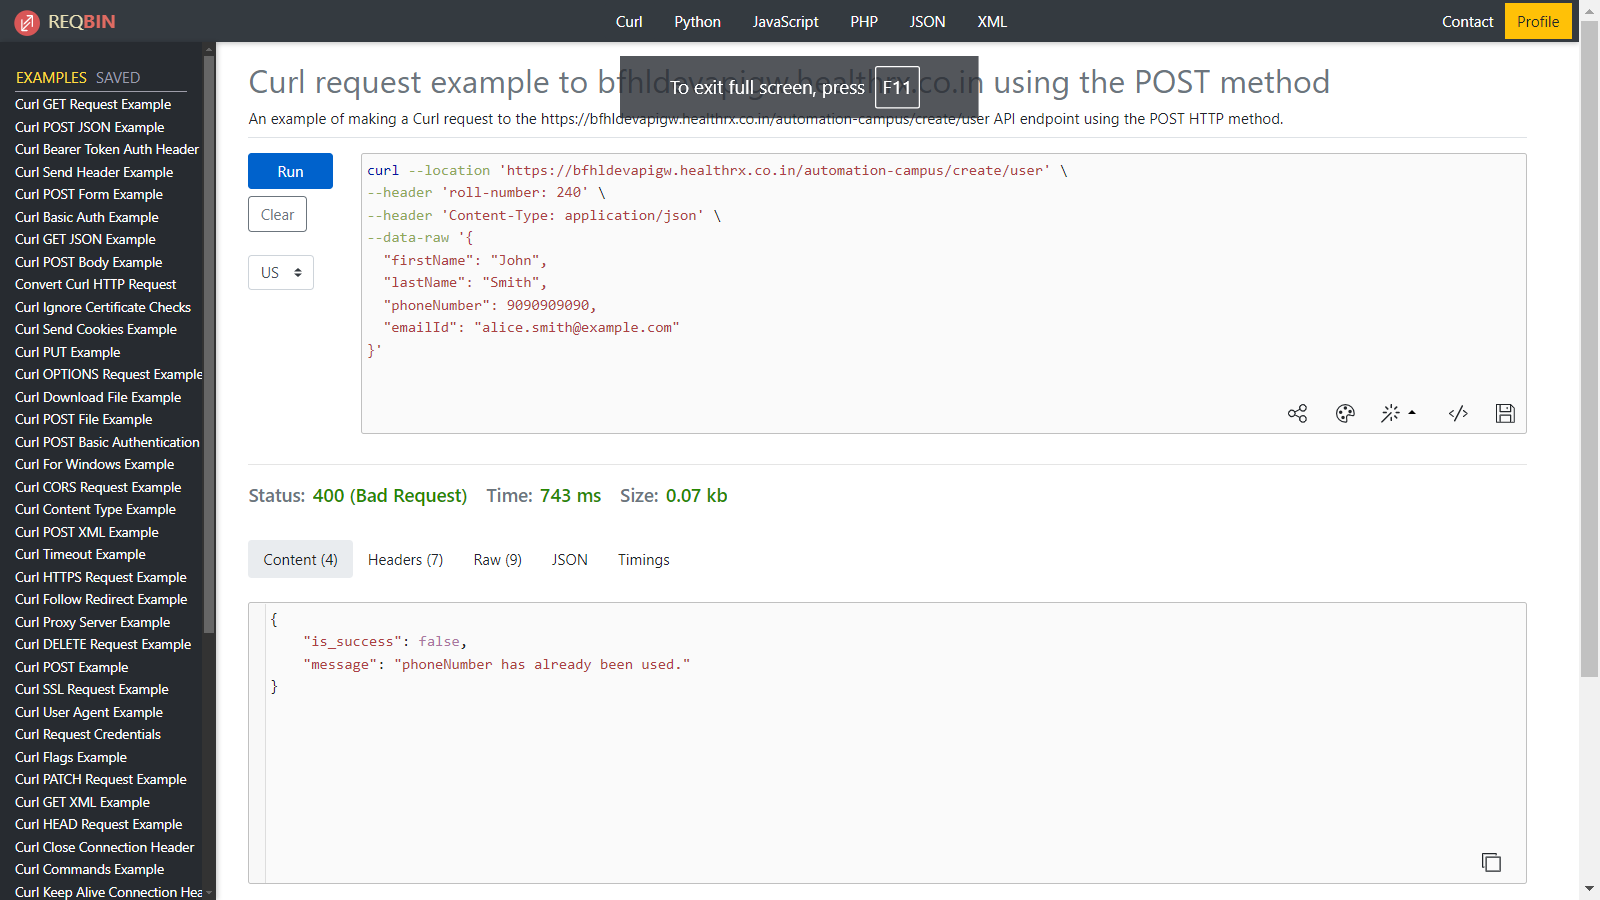 REQBIN
Curl Python JavaScript PHP JSON XML
Contact Profile
EXAMPLES SAVED
Curl GET Request Example
Curl POST JSON Example
Curl Bearer Token Auth Header
Curl Send Header Example
Curl POST Form Example
Curl Basic Auth Example
Curl GET JSON Example
Curl POST Body Example
Convert Curl HTTP Request
Curl Ignore Certificate Checks
Curl Send Cookies Example
Curl PUT Example
Curl OPTIONS Request Example
Curl Download File Example
Curl POST File Example
Curl POST Basic Authentication
Curl For Windows Example
Curl CORS Request Example
Curl Content Type Example
Curl POST XML Example
Curl Timeout Example
Curl HTTPS Request Example
Curl Follow Redirect Example
Curl Proxy Server Example
Curl DELETE Request Example
Curl POST Example
Curl SSL Request Example
Curl User Agent Example
Curl Request Credentials
Curl Flags Example
Curl PATCH Request Example
Curl GET XML Example
Curl HEAD Request Example
Curl Close Connection Header
Curl Commands Example
Curl Keep Alive Connection Hea
Curl request example to bfhldevapigw.healthrx.co.in using the POST method
To exit full screen, press F11
An example of making a Curl request to the https://bfhldevapigw.healthrx.co.in/automation-campus/create/user API endpoint using the POST HTTP method.
Run
Clear
US
curl --location 'https://bfhldevapigw.healthrx.co.in/automation-campus/create/user' \
--header 'roll-number: 240' \
--header 'Content-Type: application/json' \
--data-raw '{
"firstName": "John",
"lastName": "Smith",
"phoneNumber": 9090909090,
"emailId": "alice.smith@example.com"
}'
Status: 400 (Bad Request) Time: 743 ms Size: 0.07 kb
Content (4) Headers (7) Raw (9) JSON Timings
{
"is_success": false,
"message": "phoneNumber has already been used."
}